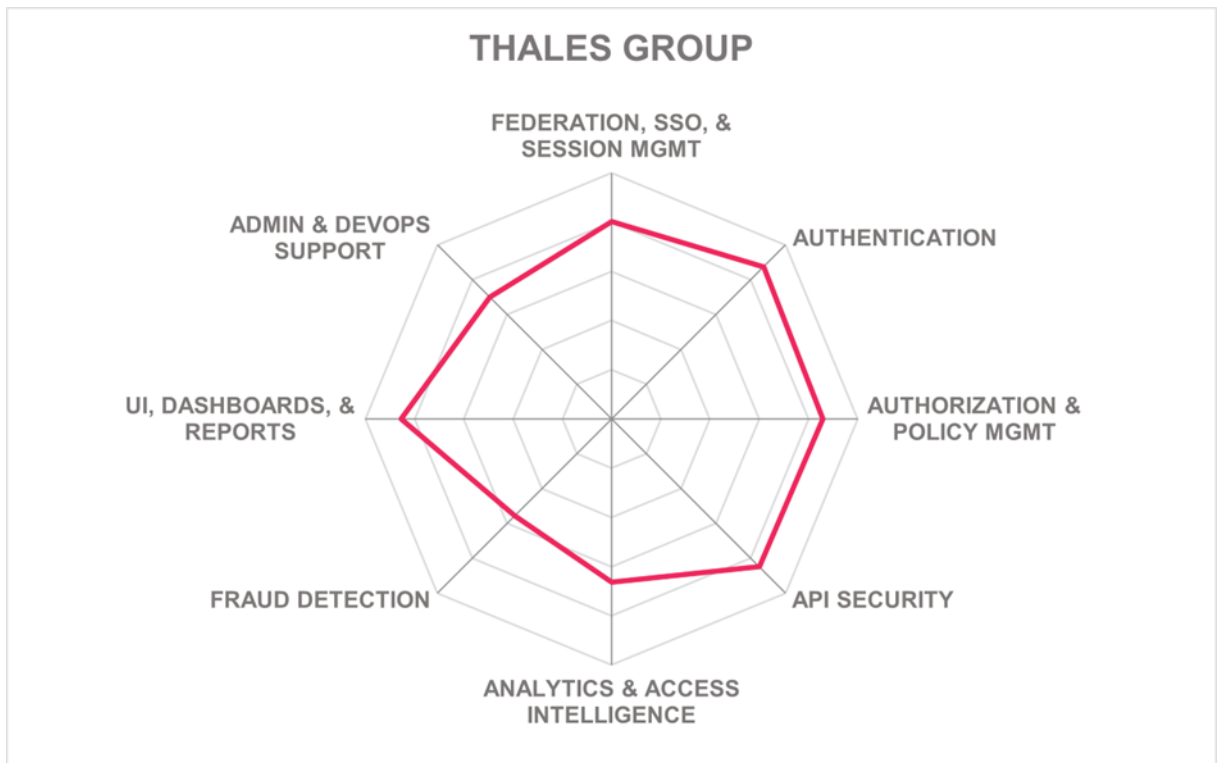 THALES GROUP
FEDERATION, SSO, &
SESSION MGMT
ADMIN & DEVOPS
SUPPORT
AUTHENTICATION
UI, DASHBOARDS, &
REPORTS
AUTHORIZATION &
POLICY MGMT
FRAUD DETECTION
API SECURITY
ANALYTICS & ACCESS
INTELLIGENCE